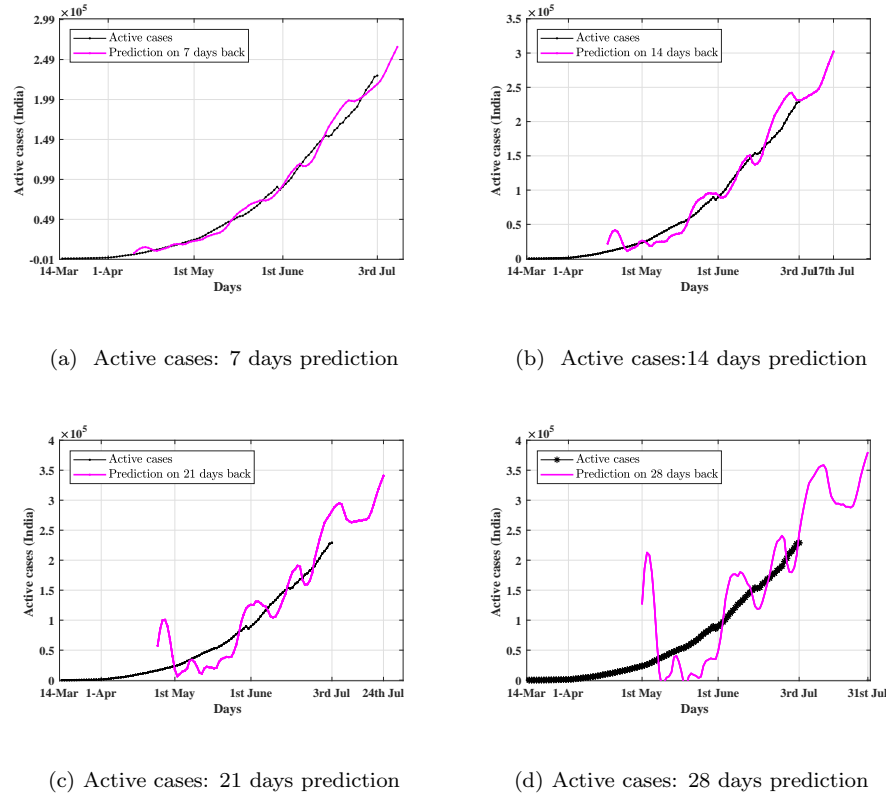 ×10^5
2.99
2.49
1.99
1.49
0.99
0.49
-0.01
Active cases (India)
Active cases
Prediction on 7 days back
14-Mar 1-Apr 1st May 1st June 3rd Jul
Days
(a) Active cases: 7 days prediction
×10^5
3.5
3
2.5
2
1.5
1
0.5
0
Active cases (India)
Active cases
Prediction on 14 days back
14-Mar 1-Apr 1st May 1st June 3rd Jul 17th Jul
Days
(b) Active cases:14 days prediction
×10^5
4
3.5
3
2.5
2
1.5
1
0.5
0
Active cases (India)
Active cases
Prediction on 21 days back
14-Mar 1-Apr 1st May 1st June 3rd Jul 24th Jul
Days
(c) Active cases: 21 days prediction
×10^5
4
3.5
3
2.5
2
1.5
1
0.5
0
Active cases (India)
Active cases
Prediction on 28 days back
14-Mar 1-Apr 1st May 1st June 3rd Jul 31st Jul
Days
(d) Active cases: 28 days prediction